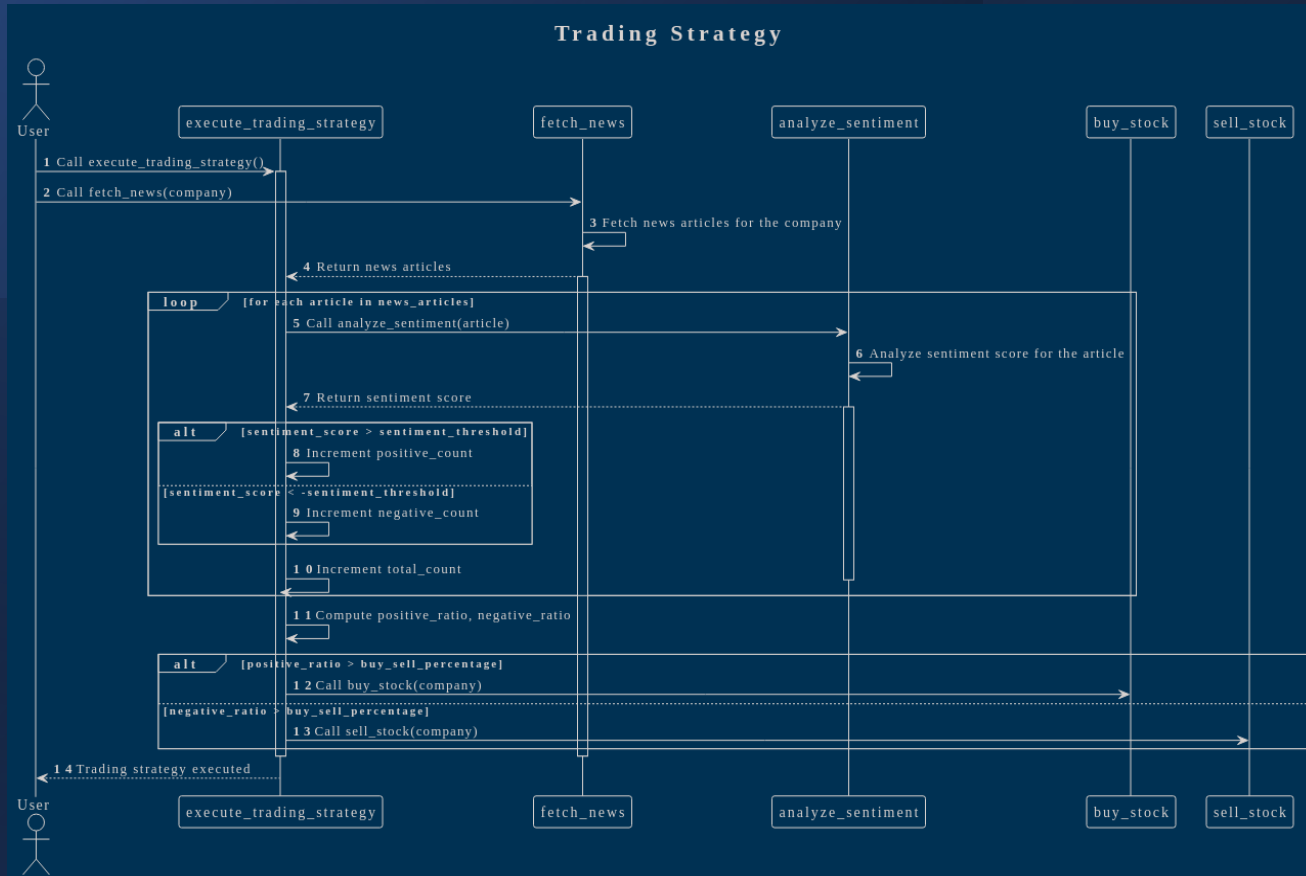 Trading Strategy
User
execute_trading_strategy
fetch_news
analyze_sentiment
buy_stock
sell_stock
1 Call execute_trading_strategy()
2 Call fetch_news(company)
3 Fetch news articles for the company
4 Return news articles
loop [for each article in news_articles]
5 Call analyze_sentiment(article)
6 Analyze sentiment score for the article
7 Return sentiment score
alt [sentiment_score > sentiment_threshold]
8 Increment positive_count
[sentiment_score < -sentiment_threshold]
9 Increment negative_count
10 Increment total_count
11 Compute positive_ratio, negative_ratio
alt [positive_ratio > buy_sell_percentage]
12 Call buy_stock(company)
[negative_ratio > buy_sell_percentage]
13 Call sell_stock(company)
14 Trading strategy executed
User
execute_trading_strategy
fetch_news
analyze_sentiment
buy_stock
sell_stock